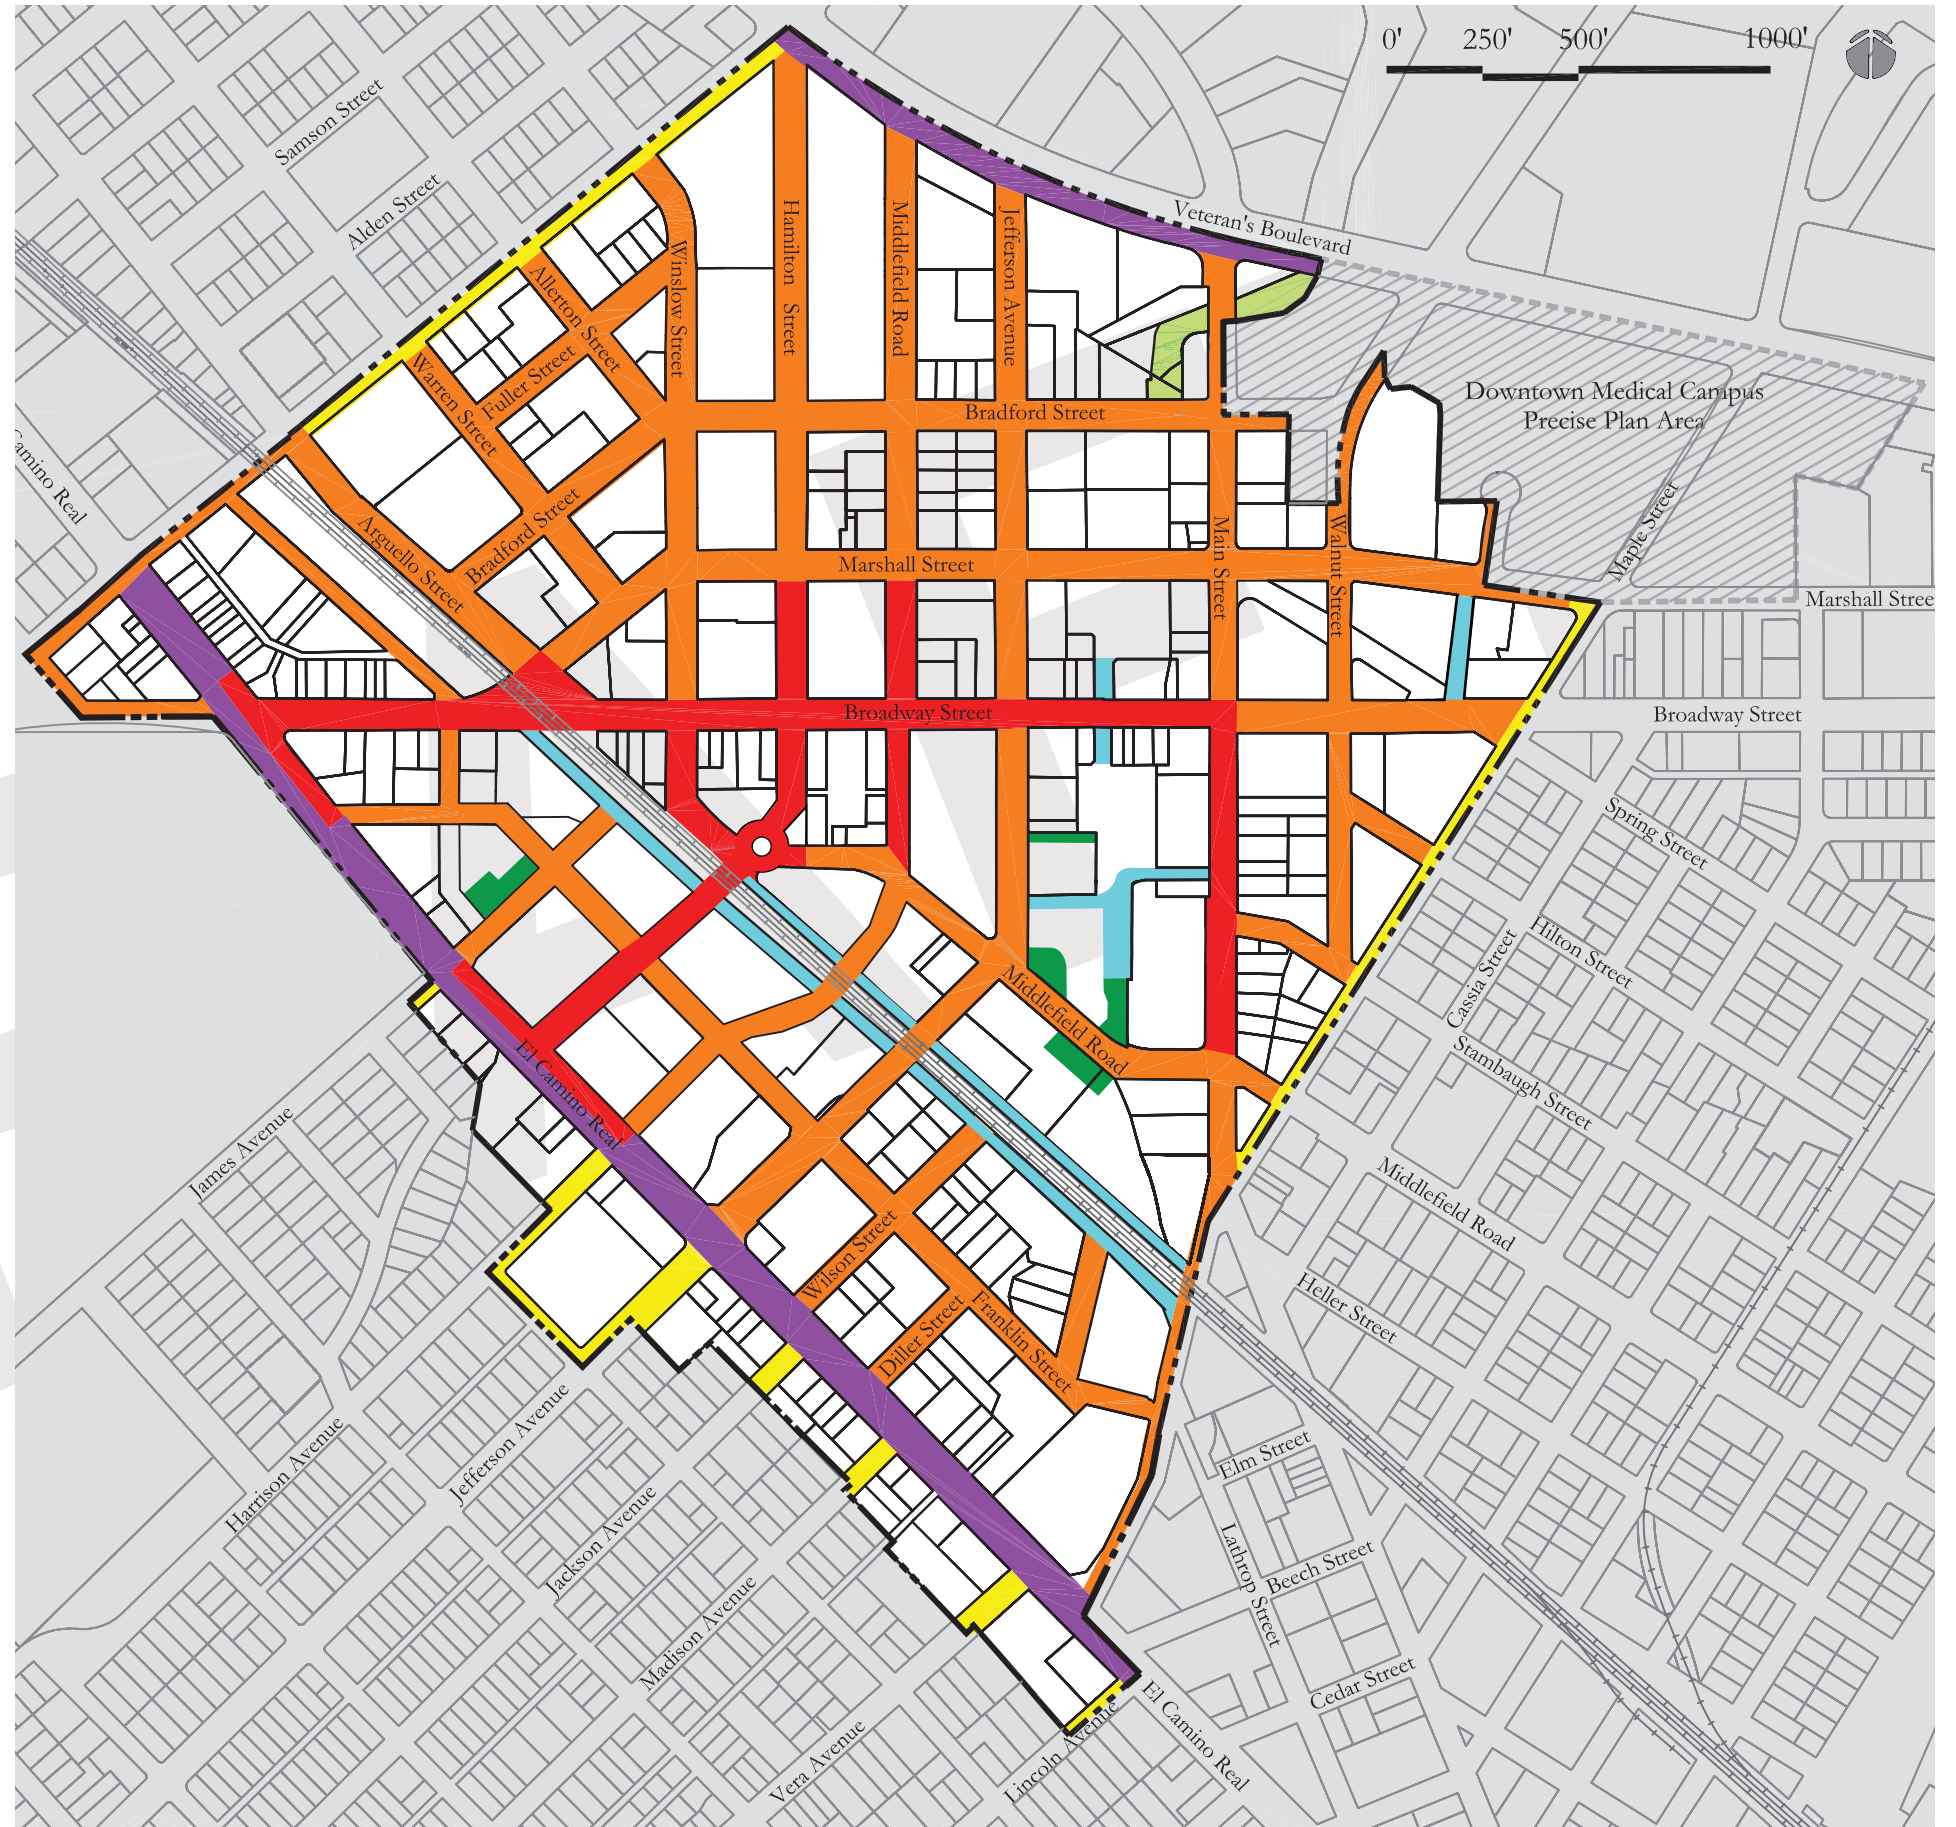 0'
250'
500'
1000'
Samson Street
Alden Street
Veteran's Boulevard
Hamilton Street
Middlefield Road
Jefferson Avenue
Winslow Street
Allerton Street
Fuller Street
Warren Street
Bradford Street
Downtown Medical Campus
Precise Plan Area
Camino Real
Arguello Street
Bradford Street
Marshall Street
Main Street
Walnut Street
Maple Street
Marshall Stree
Broadway Street
Broadway Street
Spring Street
Hilton Street
Cassia Street
Stambaugh Street
Middlefield Road
El Camino Real
James Avenue
Middlefield Road
Wilson Street
Diller Street
Franklin Street
Heller Street
Harrison Avenue
Jefferson Avenue
Jackson Avenue
Madison Avenue
Vera Avenue
Lincoln Avenue
El Camino Real
Elm Street
Lathrop Street
Beech Street
Cedar Street